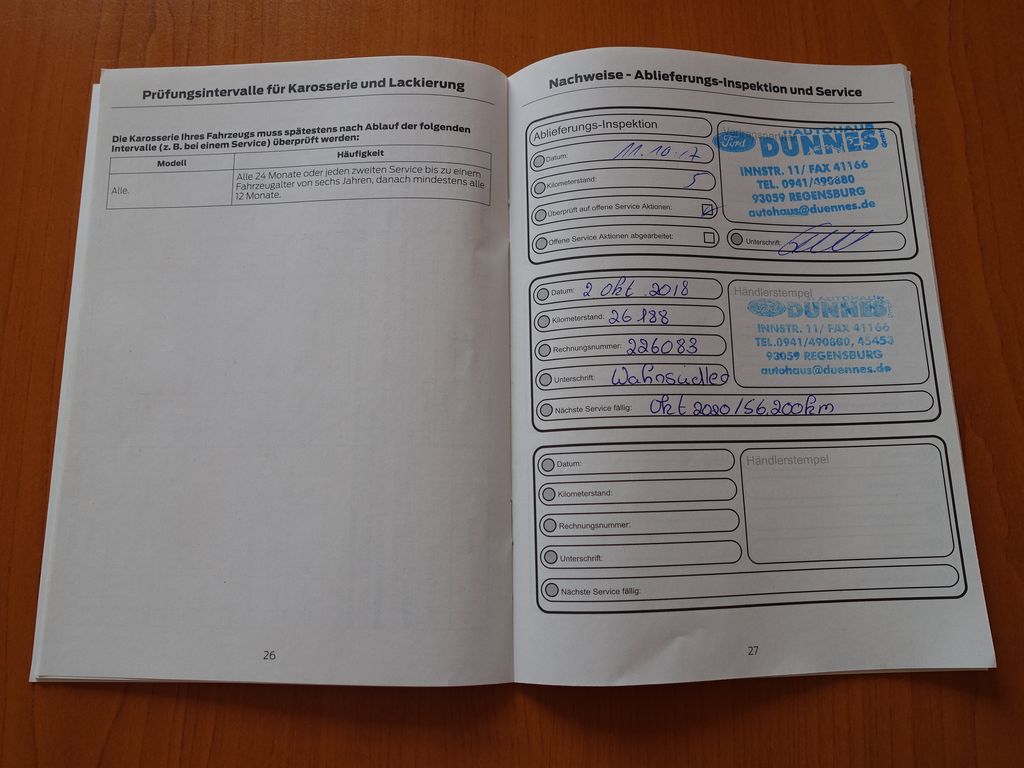 Prüfungsintervalle für Karosserie und Lackierung
Die Karosserie Ihres Fahrzeugs muss spätestens nach Ablauf der folgenden
Intervalle (z. B. bei einem Service) überprüft werden:
Modell
Häufigkeit
Alle.
Alle 24 Monate oder jeden zweiten Service bis zu einem
Fahrzeugalter von sechs Jahren, danach mindestens alle
12 Monate.
26
Nachweise - Ablieferungs-Inspektion und Service
Ablieferungs-Inspektion
Datum: 11.10.17
Kilometerstand: 5
Überprüft auf offene Service Aktionen:
Offene Service Aktionen abgearbeitet:
Ford
AUTOHAUS
DÜNNES
INNSTR. 11/ FAX 41166
TEL. 0941/490880
93059 REGENSBURG
autohaus@duennes.de
Unterschrift:
Datum: 2 Okt. 2018
Kilometerstand: 26 188
Rechnungsnummer: 226083
Unterschrift:
Nächste Service fällig: Okt 2020/56.200km
Händlerstempel
AUTOHAUS
DÜNNES
INNSTR. 11/ FAX 41166
TEL.0941/490880, 45453
93059 REGENSBURG
autohaus@duennes.de
Datum:
Kilometerstand:
Rechnungsnummer:
Unterschrift:
Nächste Service fällig:
Händlerstempel
27